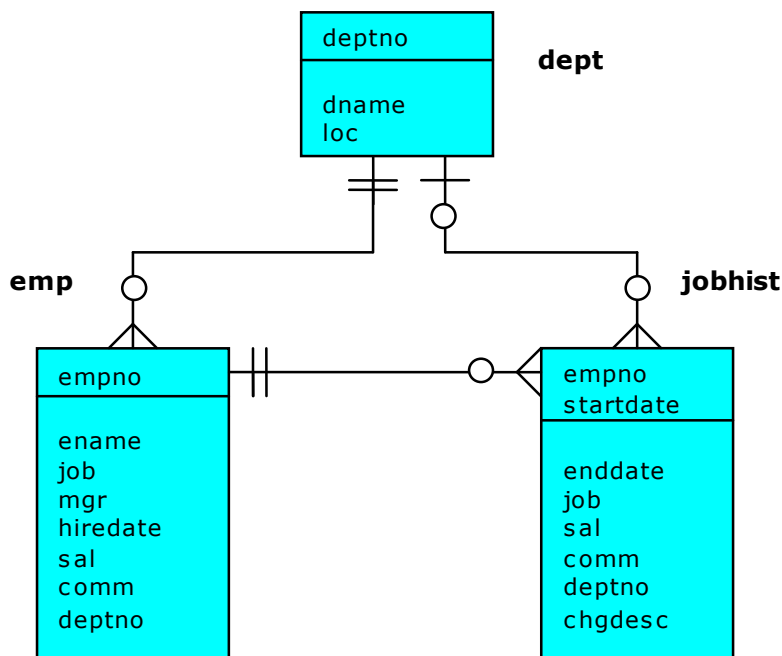 deptno
dept
dname
loc
emp
jobhist
empno
ename
job
mgr
hiredate
sal
comm
deptno
empno
startdate
enddate
job
sal
comm
deptno
chgdesc